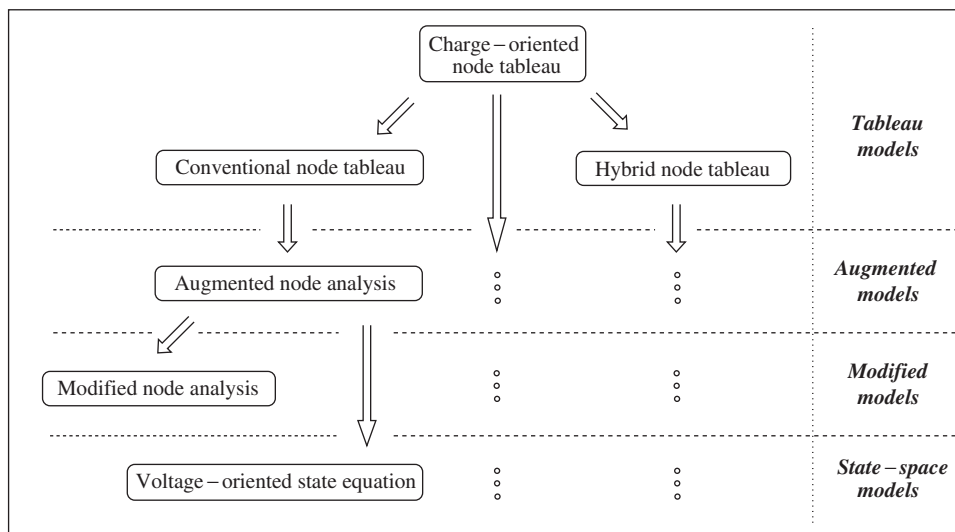 Charge–oriented
node tableau
Tableau
models
Conventional node tableau
Hybrid node tableau
Augmented node analysis
Augmented
models
Modified node analysis
Modified
models
Voltage–oriented state equation
State–space
models